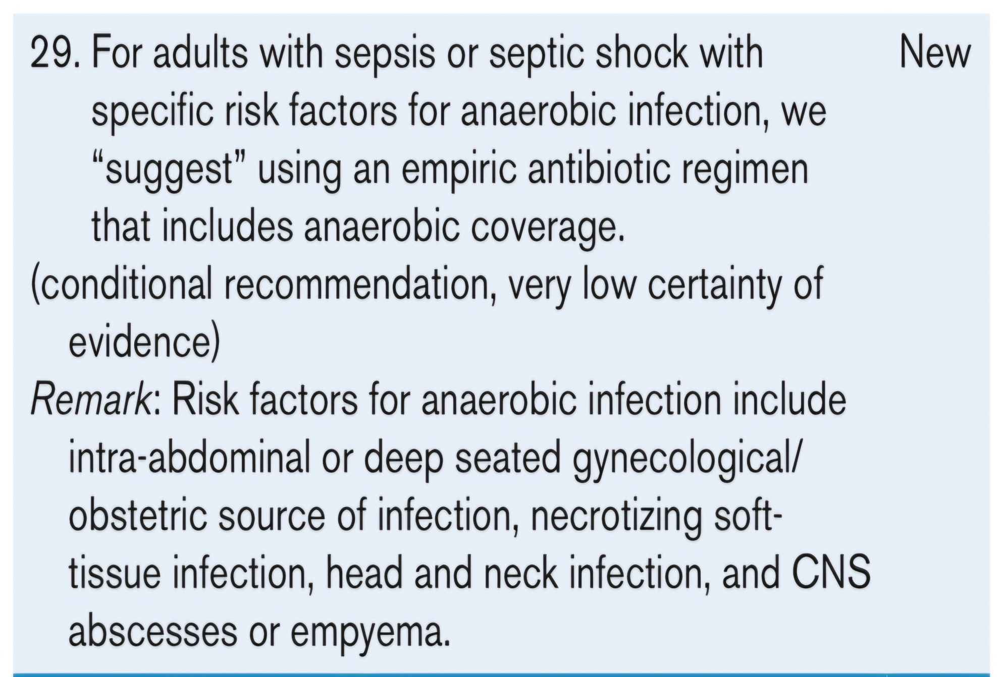 29. For adults with sepsis or septic shock with New
specific risk factors for anaerobic infection, we
“suggest” using an empiric antibiotic regimen
that includes anaerobic coverage.
(conditional recommendation, very low certainty of
evidence)
Remark: Risk factors for anaerobic infection include
intra-abdominal or deep seated gynecological/
obstetric source of infection, necrotizing soft-
tissue infection, head and neck infection, and CNS
abscesses or empyema.